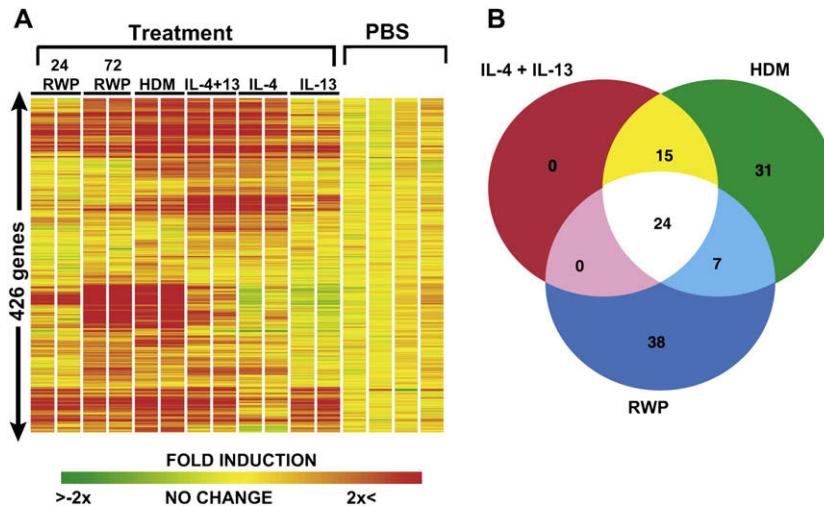 A
Treatment
PBS
24 RWP
72 RWP
HDM
IL-4+13
IL-4
IL-13
426 genes
FOLD INDUCTION
>-2x
NO CHANGE
2x<
B
IL-4 + IL-13
HDM
0
15
31
24
0
7
38
RWP